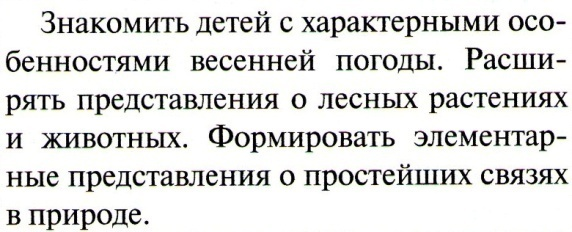 Знакомить детей с характерными осо-
бенностями весенней погоды. Расши-
рять представления о лесных растениях
и животных. Формировать элементар-
ные представления о простейших связях
в природе.